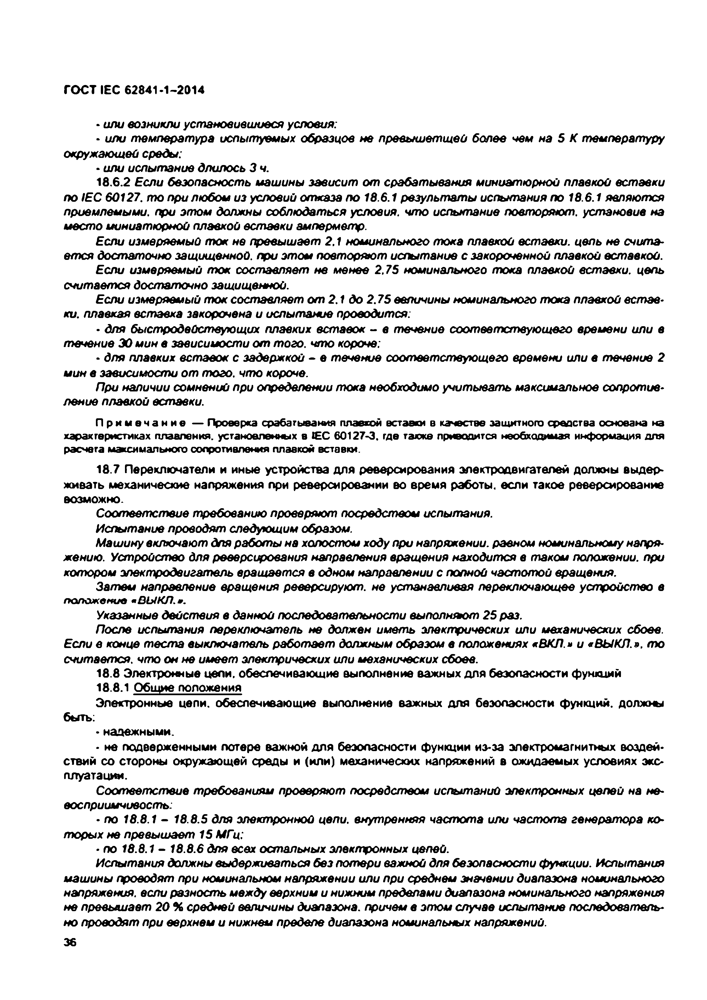 ГОСТ IEC 62841-1–2014
- или возникли установившиеся условия;
- или температура испытуемых образцов не превышетщей более чем на 5 К температуру
окружающей среды;
- или испытание длилось 3 ч.
18.6.2 Если безопасность машины зависит от срабатывания миниатюрной плавкой вставки
по IEC 60127, то при любом из условий отказа по 18.6.1 результаты испытания по 18.6.1 являются
приемлемыми, при этом должны соблюдаться условия, что испытание повторяют, установив на
место миниатюрной плавкой вставки амперметр.
Если измеряемый ток не превышает 2,1 номинального тока плавкой вставки, цепь не счита-
ется достаточно защищенной, при этом повторяют испытание с закороченной плавкой вставкой.
Если измеряемый ток составляет не менее 2,75 номинального тока плавкой вставки, цепь
считается достаточно защищенной.
Если измеряемый ток составляет от 2,1 до 2,75 величины номинального тока плавкой встав-
ки, плавкая вставка закорочена и испытание проводится:
- для быстродействующих плавких вставок – в течение соответствующего времени или в
течение 30 мин в зависимости от того, что короче;
- для плавких вставок с задержкой – в течение соответствующего времени или в течение 2
мин в зависимости от того, что короче.
При наличии сомнений при определении тока необходимо учитывать максимальное сопротив-
ление плавкой вставки.
Примечание — Проверка срабатывания плавкой вставки в качестве защитного средства основана на
характеристиках плавления, установленных в IEC 60127-3, где также приводится необходимая информация для
расчета максимального сопротивления плавкой вставки.
18.7 Переключатели и иные устройства для реверсирования электродвигателей должны выдер-
живать механические напряжения при реверсировании во время работы, если такое реверсирование
возможно.
Соответствие требованию проверяют посредством испытания.
Испытание проводят следующим образом.
Машину включают для работы на холостом ходу при напряжении, равном номинальному напря-
жению. Устройство для реверсирования направления вращения находится в таком положении, при
котором электродвигатель вращается в одном направлении с полной частотой вращения.
Затем направление вращения реверсируют, не устанавливая переключающее устройство в
положение «ВЫКЛ.».
Указанные действия в данной последовательности выполняют 25 раз.
После испытания переключатель не должен иметь электрических или механических сбоев.
Если в конце теста выключатель работает должным образом в положениях «ВКЛ.» и «ВЫКЛ.», то
считается, что он не имеет электрических или механических сбоев.
18.8 Электронные цепи, обеспечивающие выполнение важных для безопасности функций
18.8.1 Общие положения
Электронные цепи, обеспечивающие выполнение важных для безопасности функций, должны
быть:
- надежными,
- не подверженными потере важной для безопасности функции из-за электромагнитных воздей-
ствий со стороны окружающей среды и (или) механических напряжений в ожидаемых условиях экс-
плуатации.
Соответствие требованиям проверяют посредством испытаний электронных цепей на не-
восприимчивость:
- по 18.8.1 – 18.8.5 для электронной цепи, внутренняя частота или частота генератора ко-
торых не превышает 15 МГц;
- по 18.8.1 – 18.8.6 для всех остальных электронных цепей.
Испытания должны выдерживаться без потери важной для безопасности функции. Испытания
машины проводят при номинальном напряжении или при среднем значении диапазона номинального
напряжения, если разность между верхним и нижним пределами диапазона номинального напряжения
не превышает 20 % средней величины диапазона, причем в этом случае испытание последователь-
но проводят при верхнем и нижнем пределе диапазона номинальных напряжений.
36